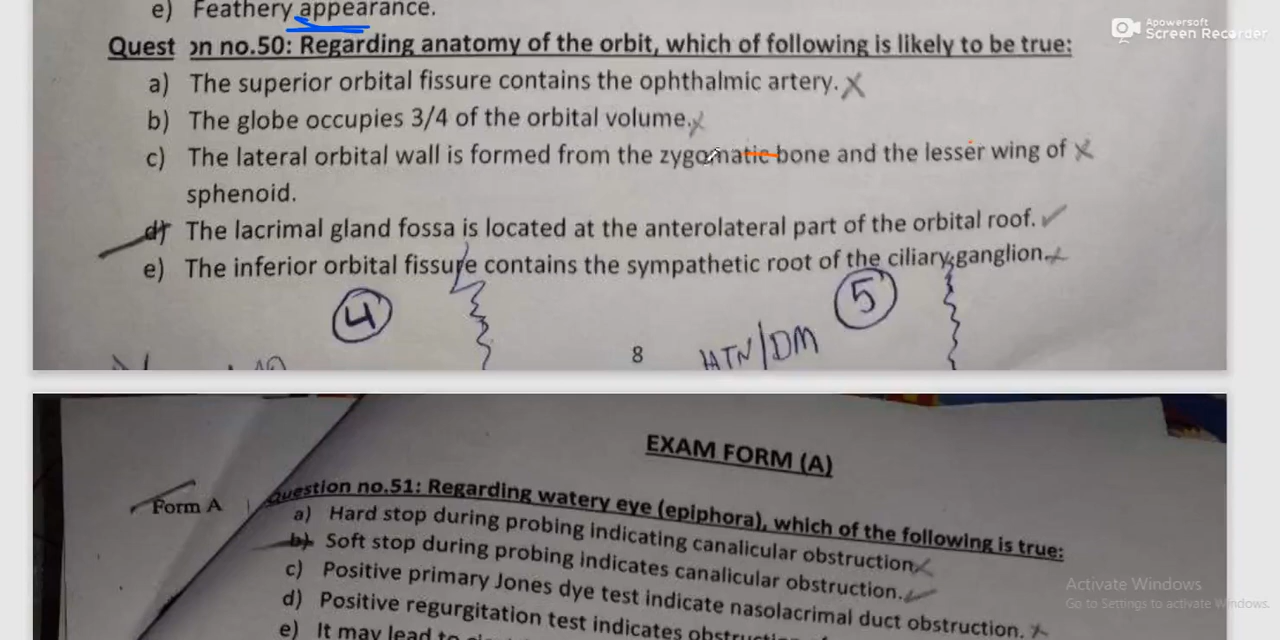 e) Feathery appearance.
Apowersoft
Screen Recorder
Quest on no.50: Regarding anatomy of the orbit, which of following is likely to be true:
a) The superior orbital fissure contains the ophthalmic artery.
b) The globe occupies 3/4 of the orbital volume.
c) The lateral orbital wall is formed from the zygomatic bone and the lesser wing of
sphenoid.
d) The lacrimal gland fossa is located at the anterolateral part of the orbital roof.
e) The inferior orbital fissure contains the sympathetic root of the ciliary ganglion.
4
5
8
HTN/DM
EXAM FORM (A)
Form A
Question no.51: Regarding watery eye (epiphora), which of the following is true:
a) Hard stop during probing indicating canalicular obstruction
b) Soft stop during probing indicates canalicular obstruction.
c) Positive primary Jones dye test indicate nasolacrimal duct obstruction.
d) Positive regurgitation test indicates
e) It may lead to
Activate Windows
Go to Settings to activate Windows.